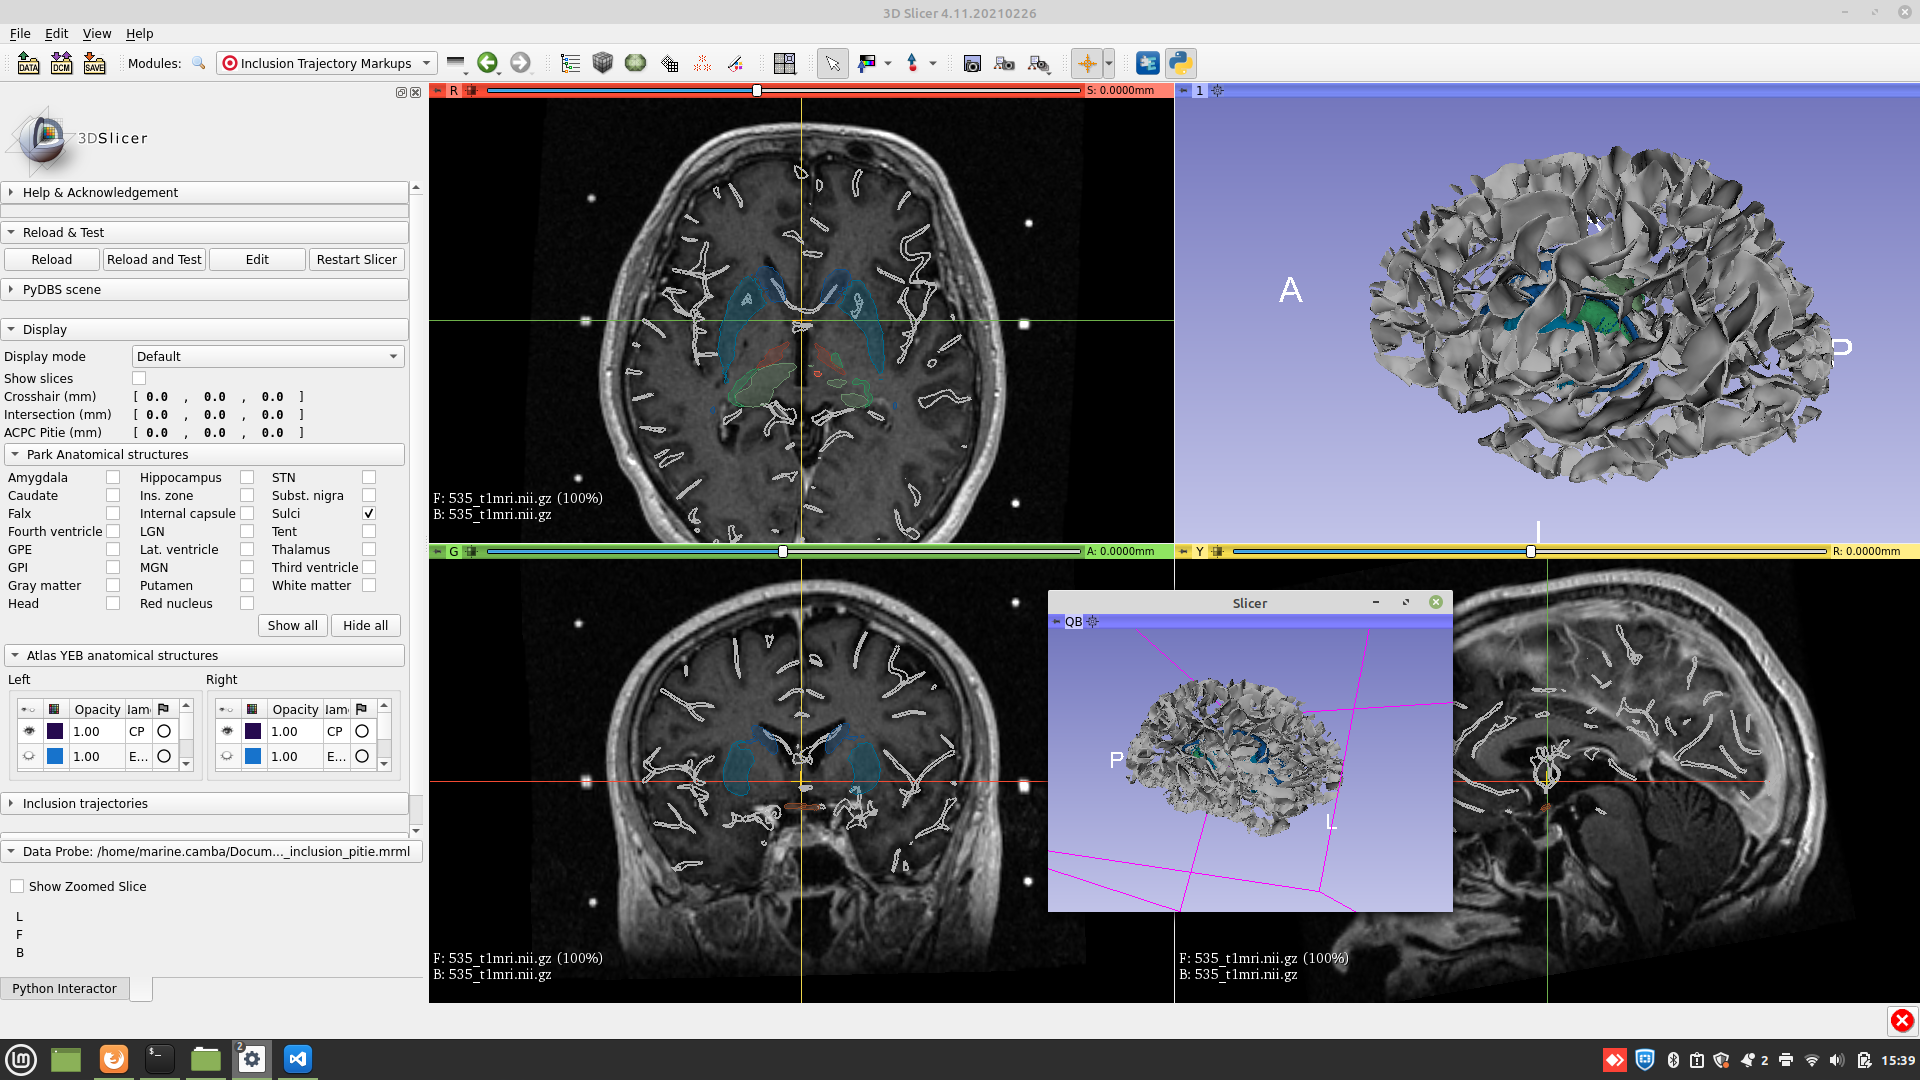 3D Slicer 4.11.20210226
File Edit View Help
DATA DCM SAVE Modules: Inclusion Trajectory Markups
R S: 0.0000mm
1
3DSlicer
Help & Acknowledgement
Reload & Test
Reload Reload and Test Edit Restart Slicer
PyDBS scene
Display
Display mode Default
Show slices
Crosshair (mm) [ 0.0 , 0.0 , 0.0 ]
Intersection (mm) [ 0.0 , 0.0 , 0.0 ]
ACPC Pitie (mm) [ 0.0 , 0.0 , 0.0 ]
Park Anatomical structures
Amygdala Hippocampus STN
Caudate Ins. zone Subst. nigra
Falx Internal capsule Sulci
Fourth ventricle LGN Tent
GPE Lat. ventricle Thalamus
GPI MGN Third ventricle
Gray matter Putamen White matter
Head Red nucleus
Show all Hide all
Atlas YEB anatomical structures
Left Right
Opacity Iam Opacity Iam
1.00 CP 1.00 CP
1.00 E... 1.00 E...
Inclusion trajectories
Data Probe: /home/marine.camba/Docum..._inclusion_pitie.mrml
Show Zoomed Slice
L
F
B
Python Interactor
F: 535_t1mri.nii.gz (100%)
B: 535_t1mri.nii.gz
A
P
I
G A: 0.0000mm
Y R: 0.0000mm
F: 535_t1mri.nii.gz (100%)
B: 535_t1mri.nii.gz
Slicer
QB
P
L
F: 535_t1mri.nii.gz (100%)
B: 535_t1mri.nii.gz
2
2 15:39